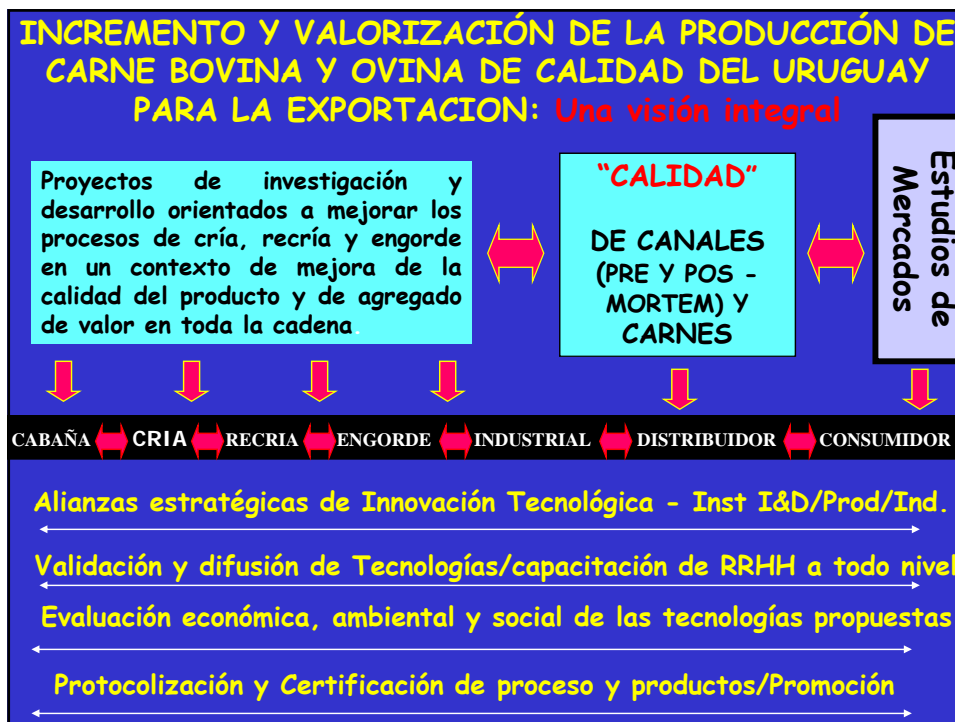 INCREMENTO Y VALORIZACIÓN DE LA PRODUCCIÓN DE
CARNE BOVINA Y OVINA DE CALIDAD DEL URUGUAY
PARA LA EXPORTACION: Una visión integral
Proyectos de investigación y
desarrollo orientados a mejorar los
procesos de cría, recría y engorde
en un contexto de mejora de la
calidad del producto y de agregado
de valor en toda la cadena.
“CALIDAD”
DE CANALES
(PRE Y POS -
MORTEM) Y
CARNES
Estudios de
Mercados
CABAÑA CRIA RECRIA ENGORDE INDUSTRIAL DISTRIBUIDOR CONSUMIDOR
Alianzas estratégicas de Innovación Tecnológica - Inst I&D/Prod/Ind.
Validación y difusión de Tecnologías/capacitación de RRHH a todo nivel
Evaluación económica, ambiental y social de las tecnologías propuestas
Protocolización y Certificación de proceso y productos/Promoción